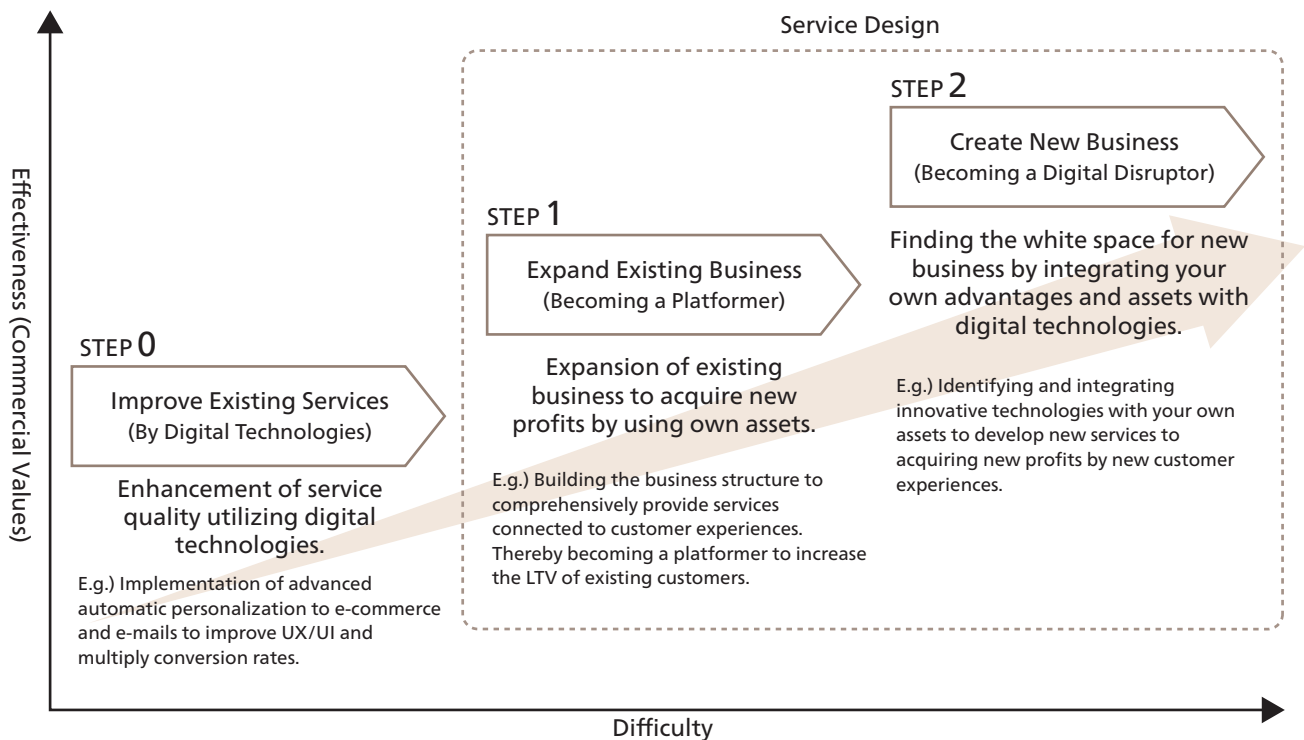 Service Design
Effectiveness (Commercial Values)
STEP 0
Improve Existing Services
(By Digital Technologies)
Enhancement of service
quality utilizing digital
technologies.
E.g.) Implementation of advanced
automatic personalization to e-commerce
and e-mails to improve UX/UI and
multiply conversion rates.
STEP 1
Expand Existing Business
(Becoming a Platformer)
Expansion of existing
business to acquire new
profits by using own assets.
E.g.) Building the business structure to
comprehensively provide services
connected to customer experiences.
Thereby becoming a platformer to increase
the LTV of existing customers.
STEP 2
Create New Business
(Becoming a Digital Disruptor)
Finding the white space for new
business by integrating your
own advantages and assets with
digital technologies.
E.g.) Identifying and integrating
innovative technologies with your own
assets to develop new services to
acquiring new profits by new customer
experiences.
Difficulty